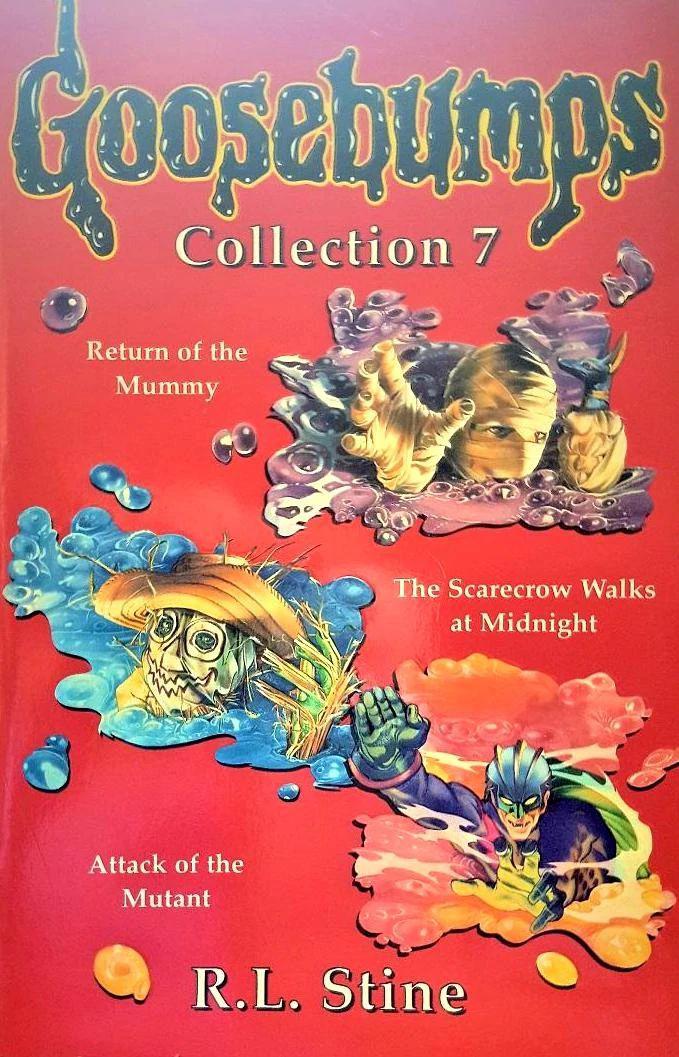 Goosebumps
Collection 7
Return of the
Mummy
The Scarecrow Walks
at Midnight
Attack of the
Mutant
R.L. Stine